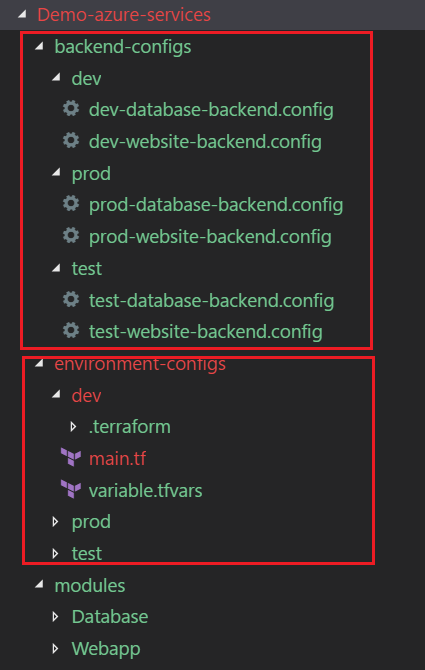 Demo-azure-services
backend-configs
dev
dev-database-backend.config
dev-website-backend.config
prod
prod-database-backend.config
prod-website-backend.config
test
test-database-backend.config
test-website-backend.config
environment-configs
dev
.terraform
main.tf
variable.tfvars
prod
test
modules
Database
Webapp